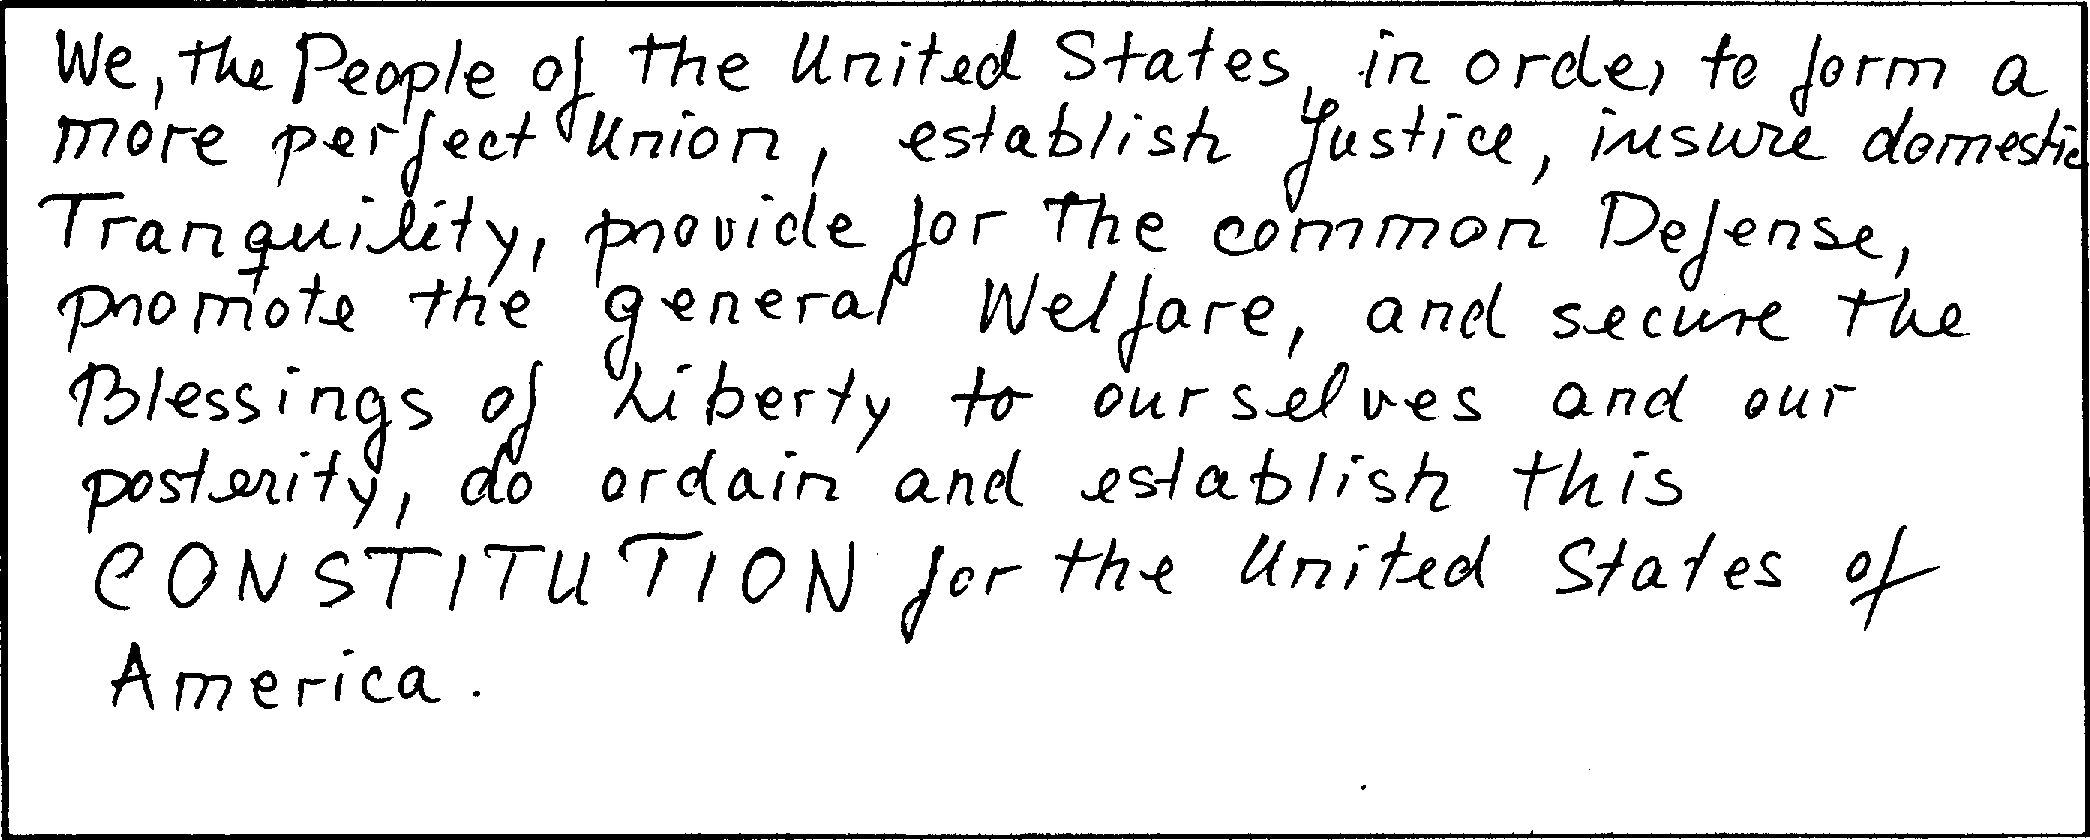 We, the People of the United States, in order to form a
more perfect Union, establish Justice, insure domestic
Tranquility, provide for the common Defense,
promote the general Welfare, and secure the
Blessings of Liberty to ourselves and our
posterity, do ordain and establish this
CONSTITUTION for the United States of
America.